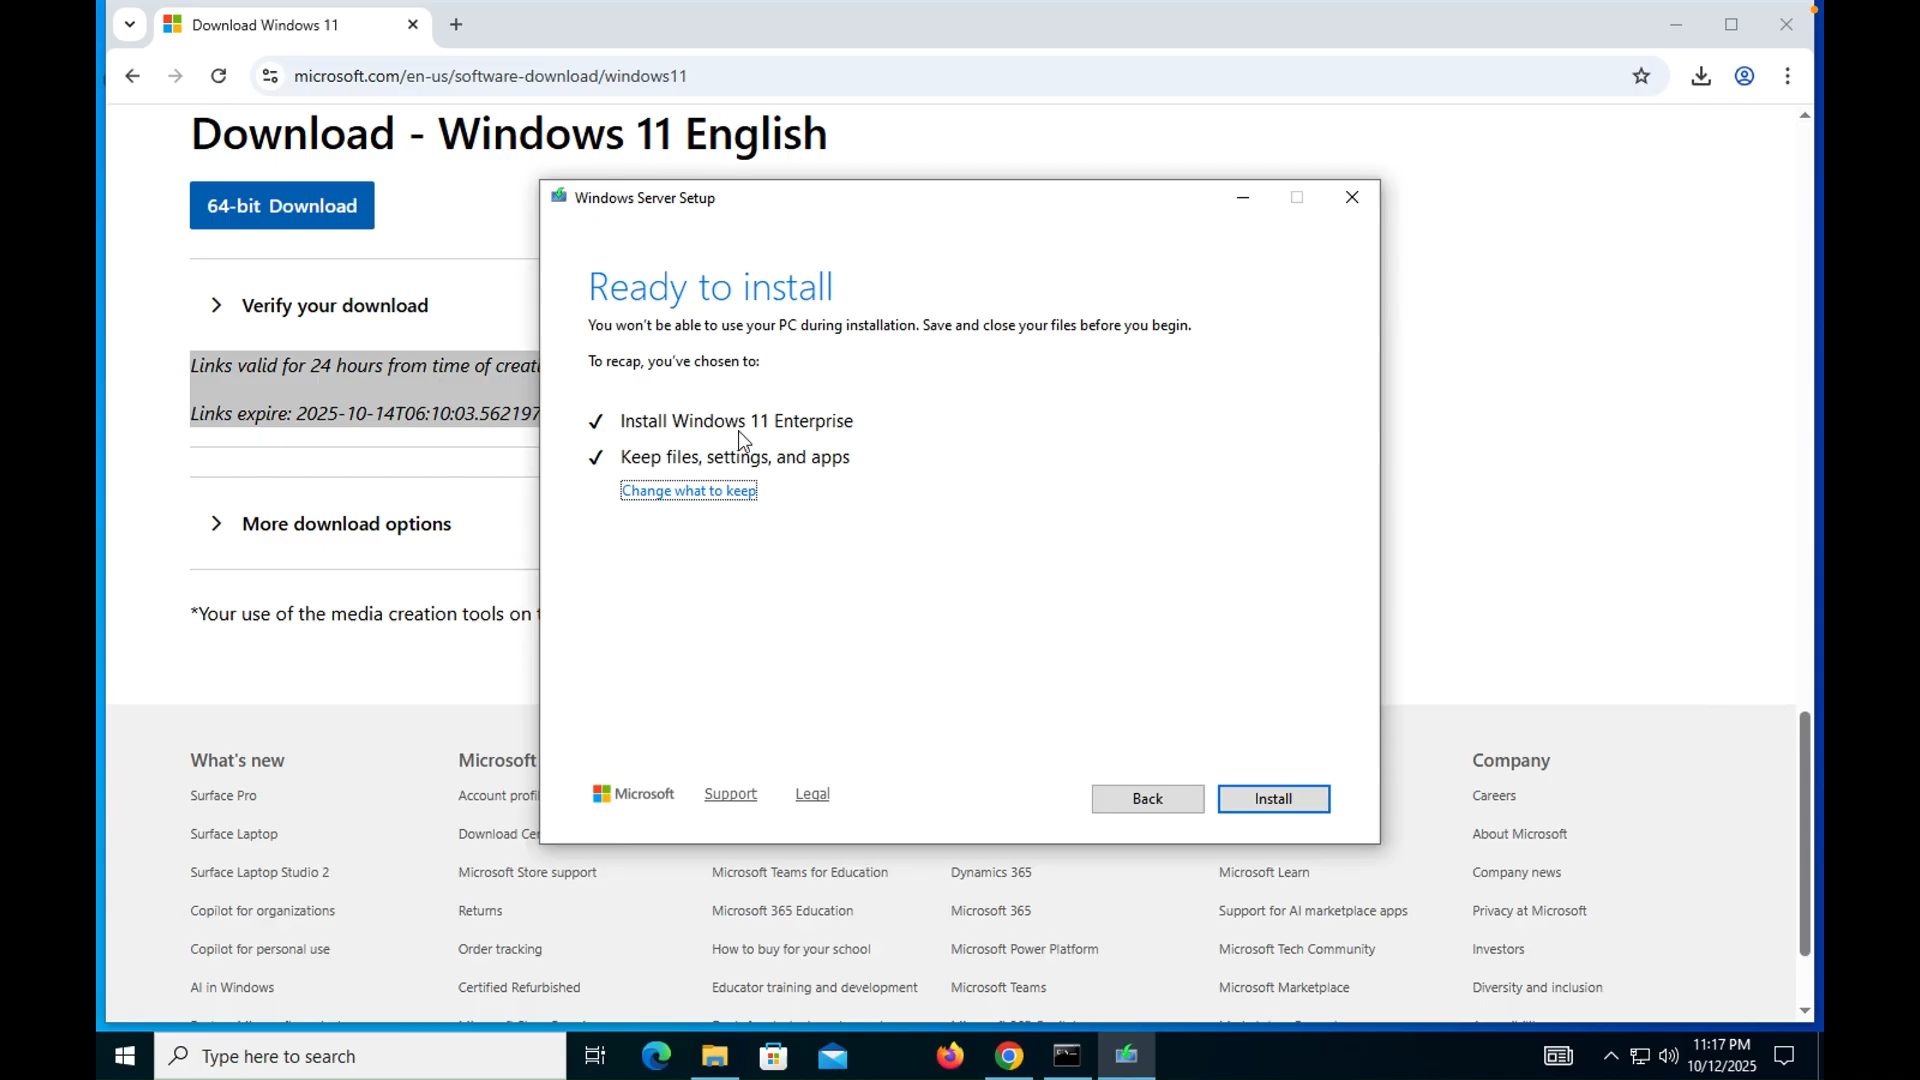 Download Windows 11
microsoft.com/en-us/software-download/windows11
Download - Windows 11 English
64-bit Download
Verify your download
Links valid for 24 hours from time of creati
Links expire: 2025-10-14T06:10:03.562197
More download options
*Your use of the media creation tools on t
Windows Server Setup
Ready to install
You won't be able to use your PC during installation. Save and close your files before you begin.
To recap, you've chosen to:
Install Windows 11 Enterprise
Keep files, settings, and apps
Change what to keep
Microsoft Support Legal
Back Install
What's new
Surface Pro
Surface Laptop
Surface Laptop Studio 2
Copilot for organizations
Copilot for personal use
AI in Windows
Microsoft
Account profil
Download Cen
Microsoft Store support
Returns
Order tracking
Certified Refurbished
Microsoft Teams for Education
Microsoft 365 Education
How to buy for your school
Educator training and development
Dynamics 365
Microsoft 365
Microsoft Power Platform
Microsoft Teams
Microsoft Learn
Support for AI marketplace apps
Microsoft Tech Community
Microsoft Marketplace
Company
Careers
About Microsoft
Company news
Privacy at Microsoft
Investors
Diversity and inclusion
Type here to search
11:17 PM
10/12/2025